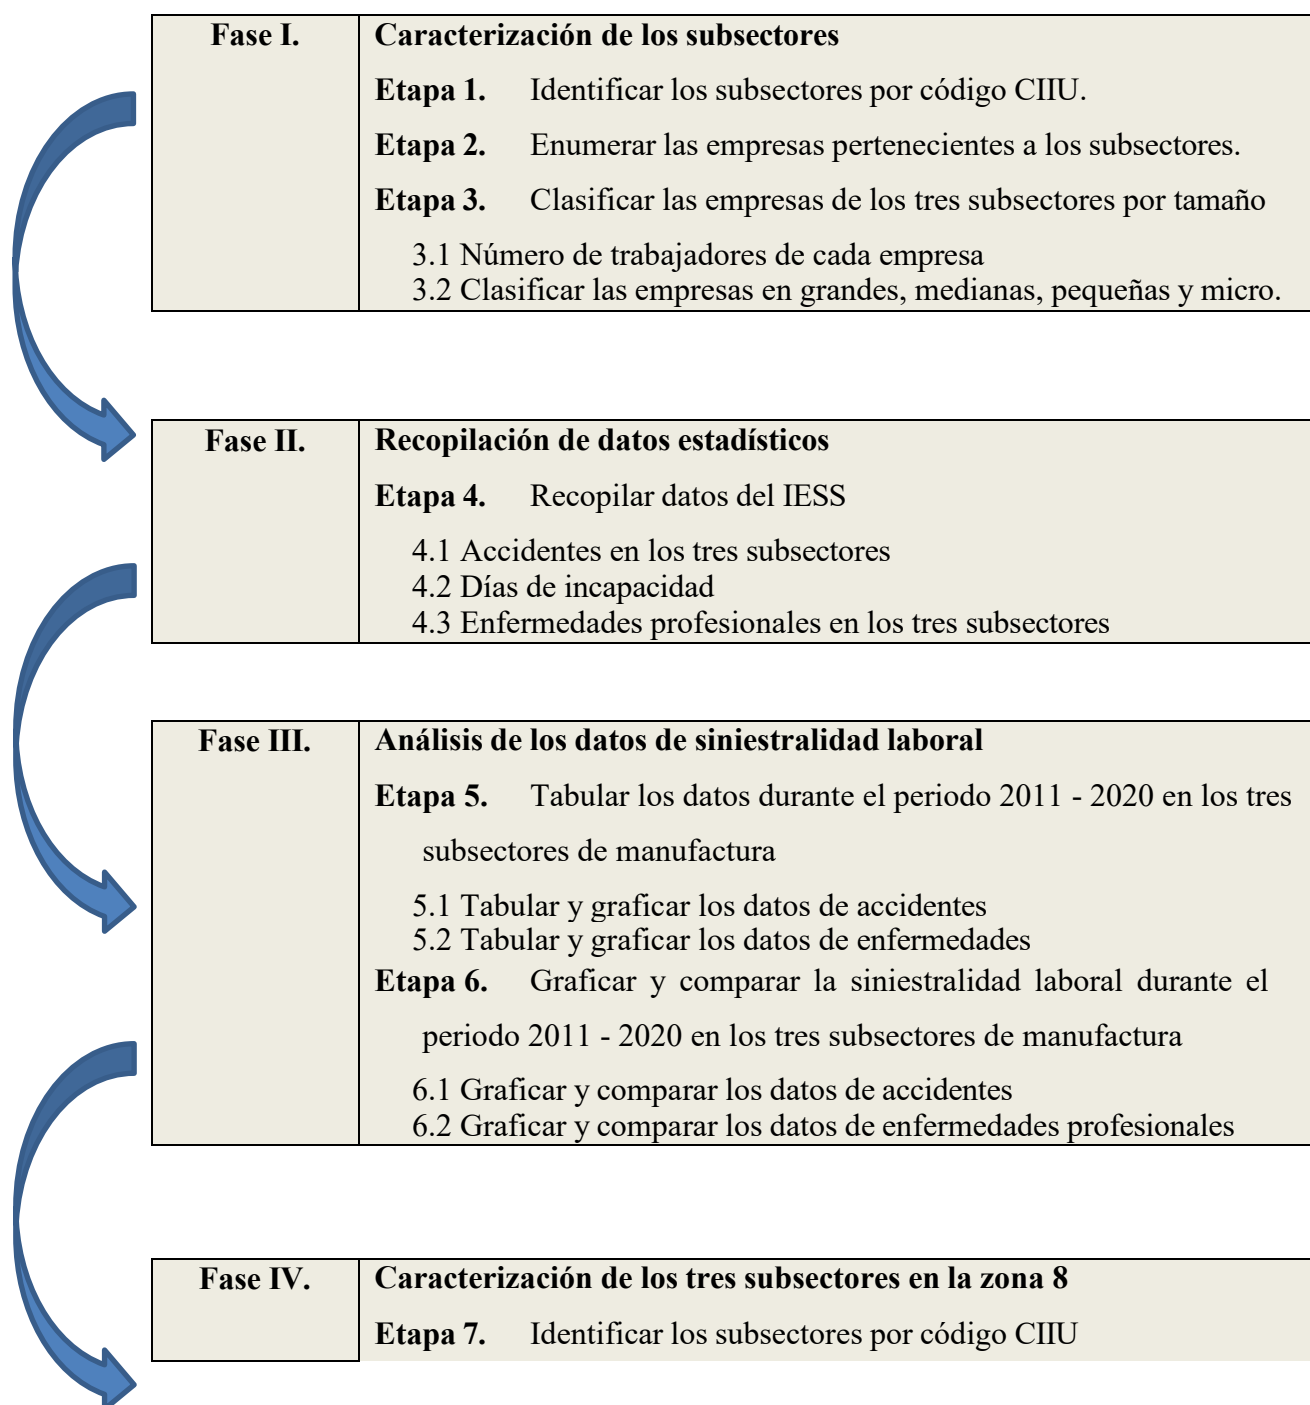 Fase I. Caracterización de los subsectores
Etapa 1. Identificar los subsectores por código CIIU.
Etapa 2. Enumerar las empresas pertenecientes a los subsectores.
Etapa 3. Clasificar las empresas de los tres subsectores por tamaño
3.1 Número de trabajadores de cada empresa
3.2 Clasificar las empresas en grandes, medianas, pequeñas y micro.
Fase II. Recopilación de datos estadísticos
Etapa 4. Recopilar datos del IESS
4.1 Accidentes en los tres subsectores
4.2 Días de incapacidad
4.3 Enfermedades profesionales en los tres subsectores
Fase III. Análisis de los datos de siniestralidad laboral
Etapa 5. Tabular los datos durante el periodo 2011 - 2020 en los tres
subsectores de manufactura
5.1 Tabular y graficar los datos de accidentes
5.2 Tabular y graficar los datos de enfermedades
Etapa 6. Graficar y comparar la siniestralidad laboral durante el
periodo 2011 - 2020 en los tres subsectores de manufactura
6.1 Graficar y comparar los datos de accidentes
6.2 Graficar y comparar los datos de enfermedades profesionales
Fase IV. Caracterización de los tres subsectores en la zona 8
Etapa 7. Identificar los subsectores por código CIIU